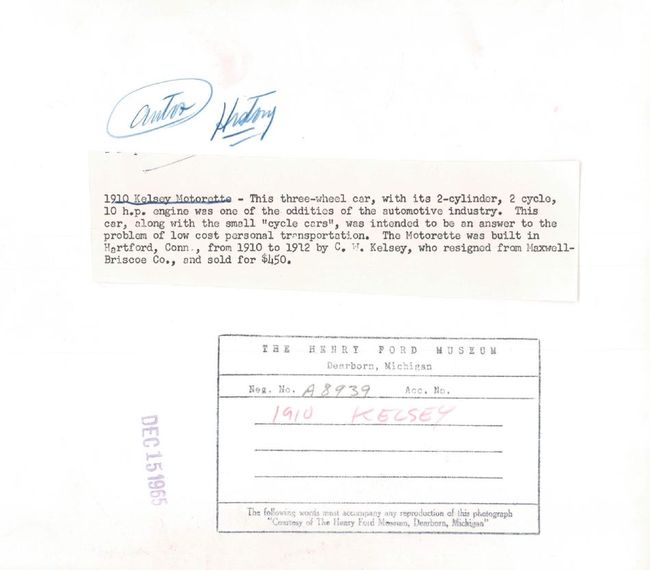 autos History
1910 Kelsey Motorette - This three-wheel car, with its 2-cylinder, 2 cycle,
10 h.p. engine was one of the oddities of the automotive industry. This
car, along with the small "cycle cars", was intended to be an answer to the
problem of low cost personal transportation. The Motorette was built in
Hartford, Conn., from 1910 to 1912 by C. W. Kelsey, who resigned from Maxwell-
Briscoe Co., and sold for $450.
THE HENRY FORD MUSEUM
Dearborn, Michigan
Neg. No. A8939 Acc. No.
1910 KELSEY
The following words must accompany any reproduction of this photograph
"Courtesy of The Henry Ford Museum, Dearborn, Michigan"
DEC 15 1965